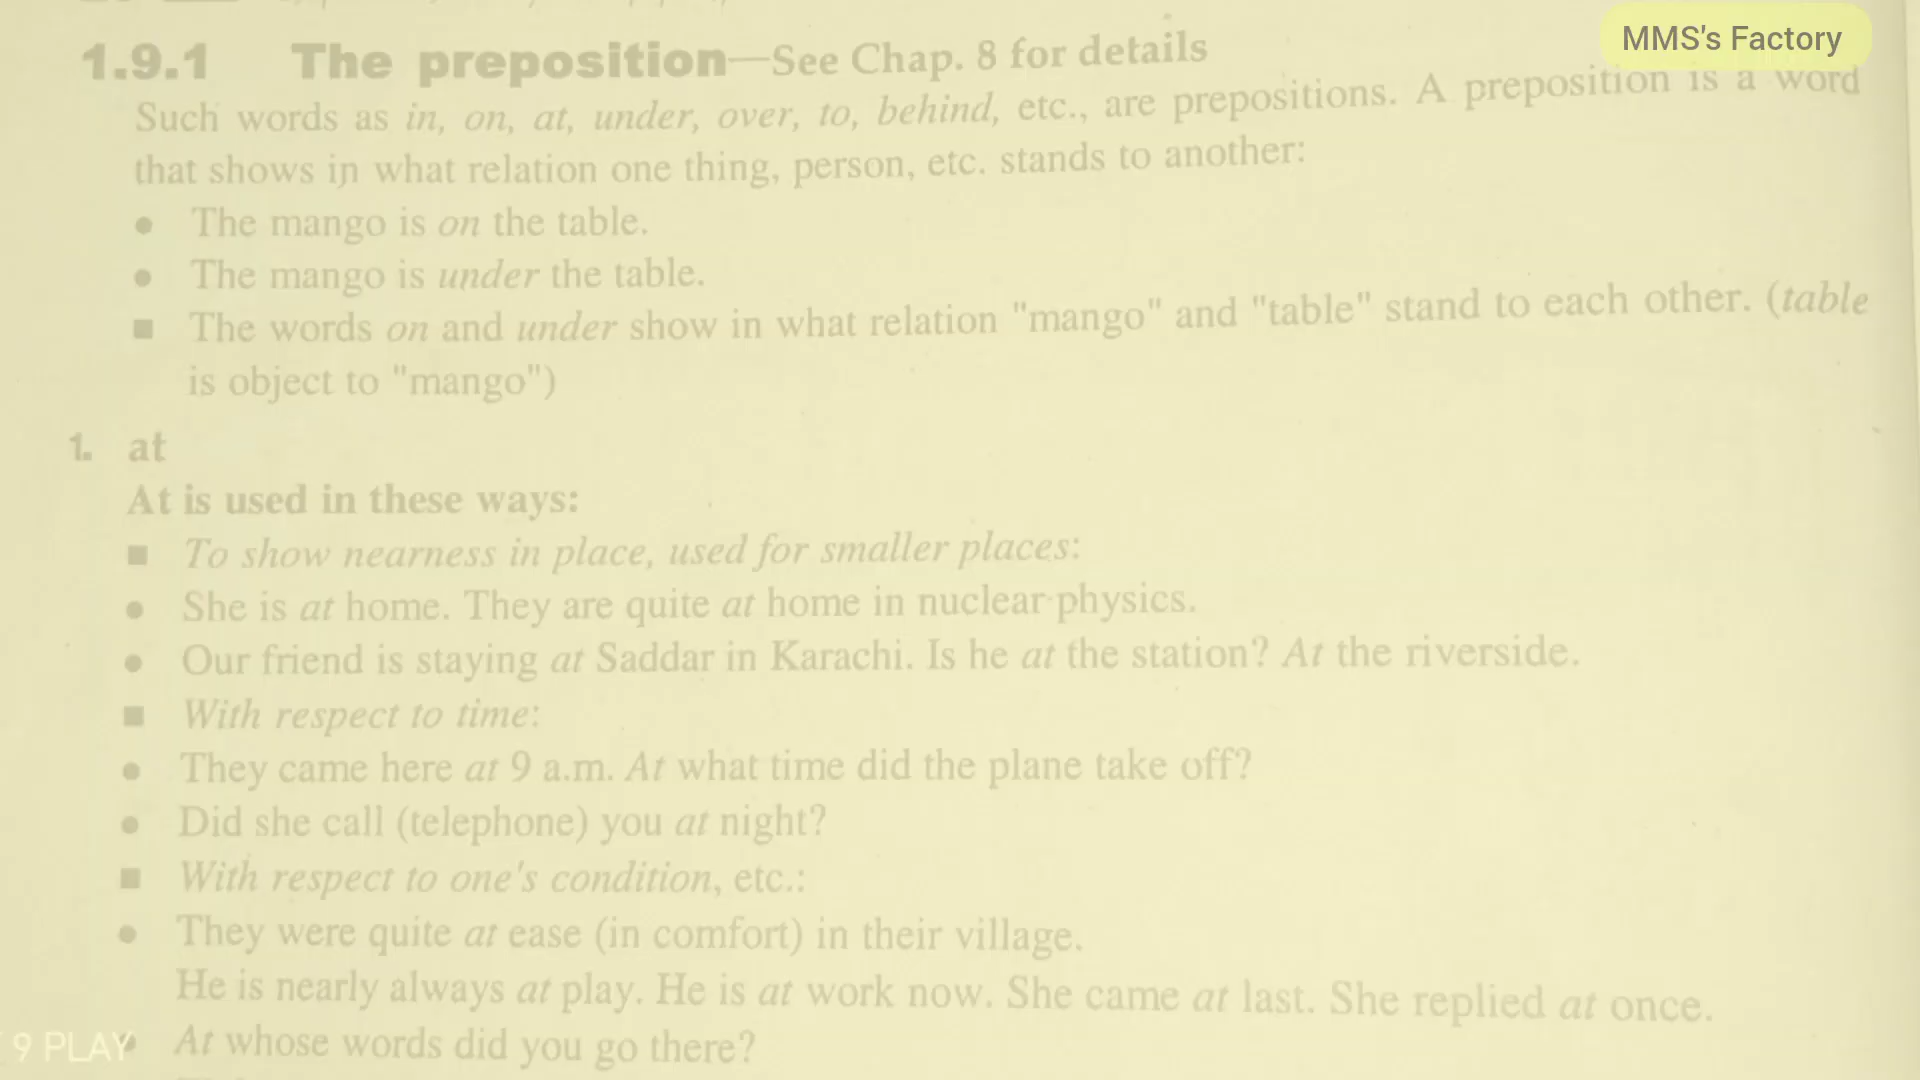 MMS's Factory
1.9.1 The preposition—See Chap. 8 for details
Such words as in, on, at, under, over, to, behind, etc., are prepositions. A preposition is a word
that shows in what relation one thing, person, etc. stands to another:
● The mango is on the table.
● The mango is under the table.
■ The words on and under show in what relation "mango" and "table" stand to each other. (table
is object to "mango")
1. at
At is used in these ways:
■ To show nearness in place, used for smaller places:
● She is at home. They are quite at home in nuclear physics.
● Our friend is staying at Saddar in Karachi. Is he at the station? At the riverside.
■ With respect to time:
● They came here at 9 a.m. At what time did the plane take off?
● Did she call (telephone) you at night?
■ With respect to one's condition, etc.:
● They were quite at ease (in comfort) in their village.
He is nearly always at play. He is at work now. She came at last. She replied at once.
● At whose words did you go there?
9 PLAY